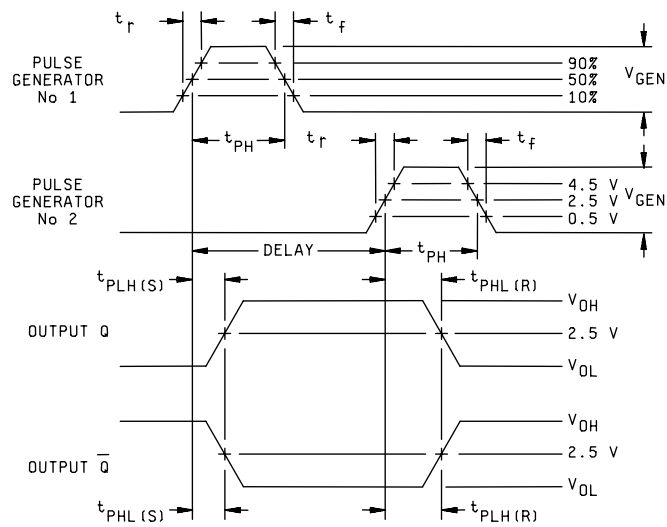 t_r t_f
PULSE
GENERATOR
No 1
90%
50%
10%
V_GEN
t_PH
t_r t_f
PULSE
GENERATOR
No 2
4.5 V
2.5 V
0.5 V
V_GEN
DELAY
t_PH
t_PLH(S) t_PHL(R)
OUTPUT Q
V_OH
2.5 V
V_OL
OUTPUT Q̅
V_OH
2.5 V
V_OL
t_PHL(S) t_PLH(R)